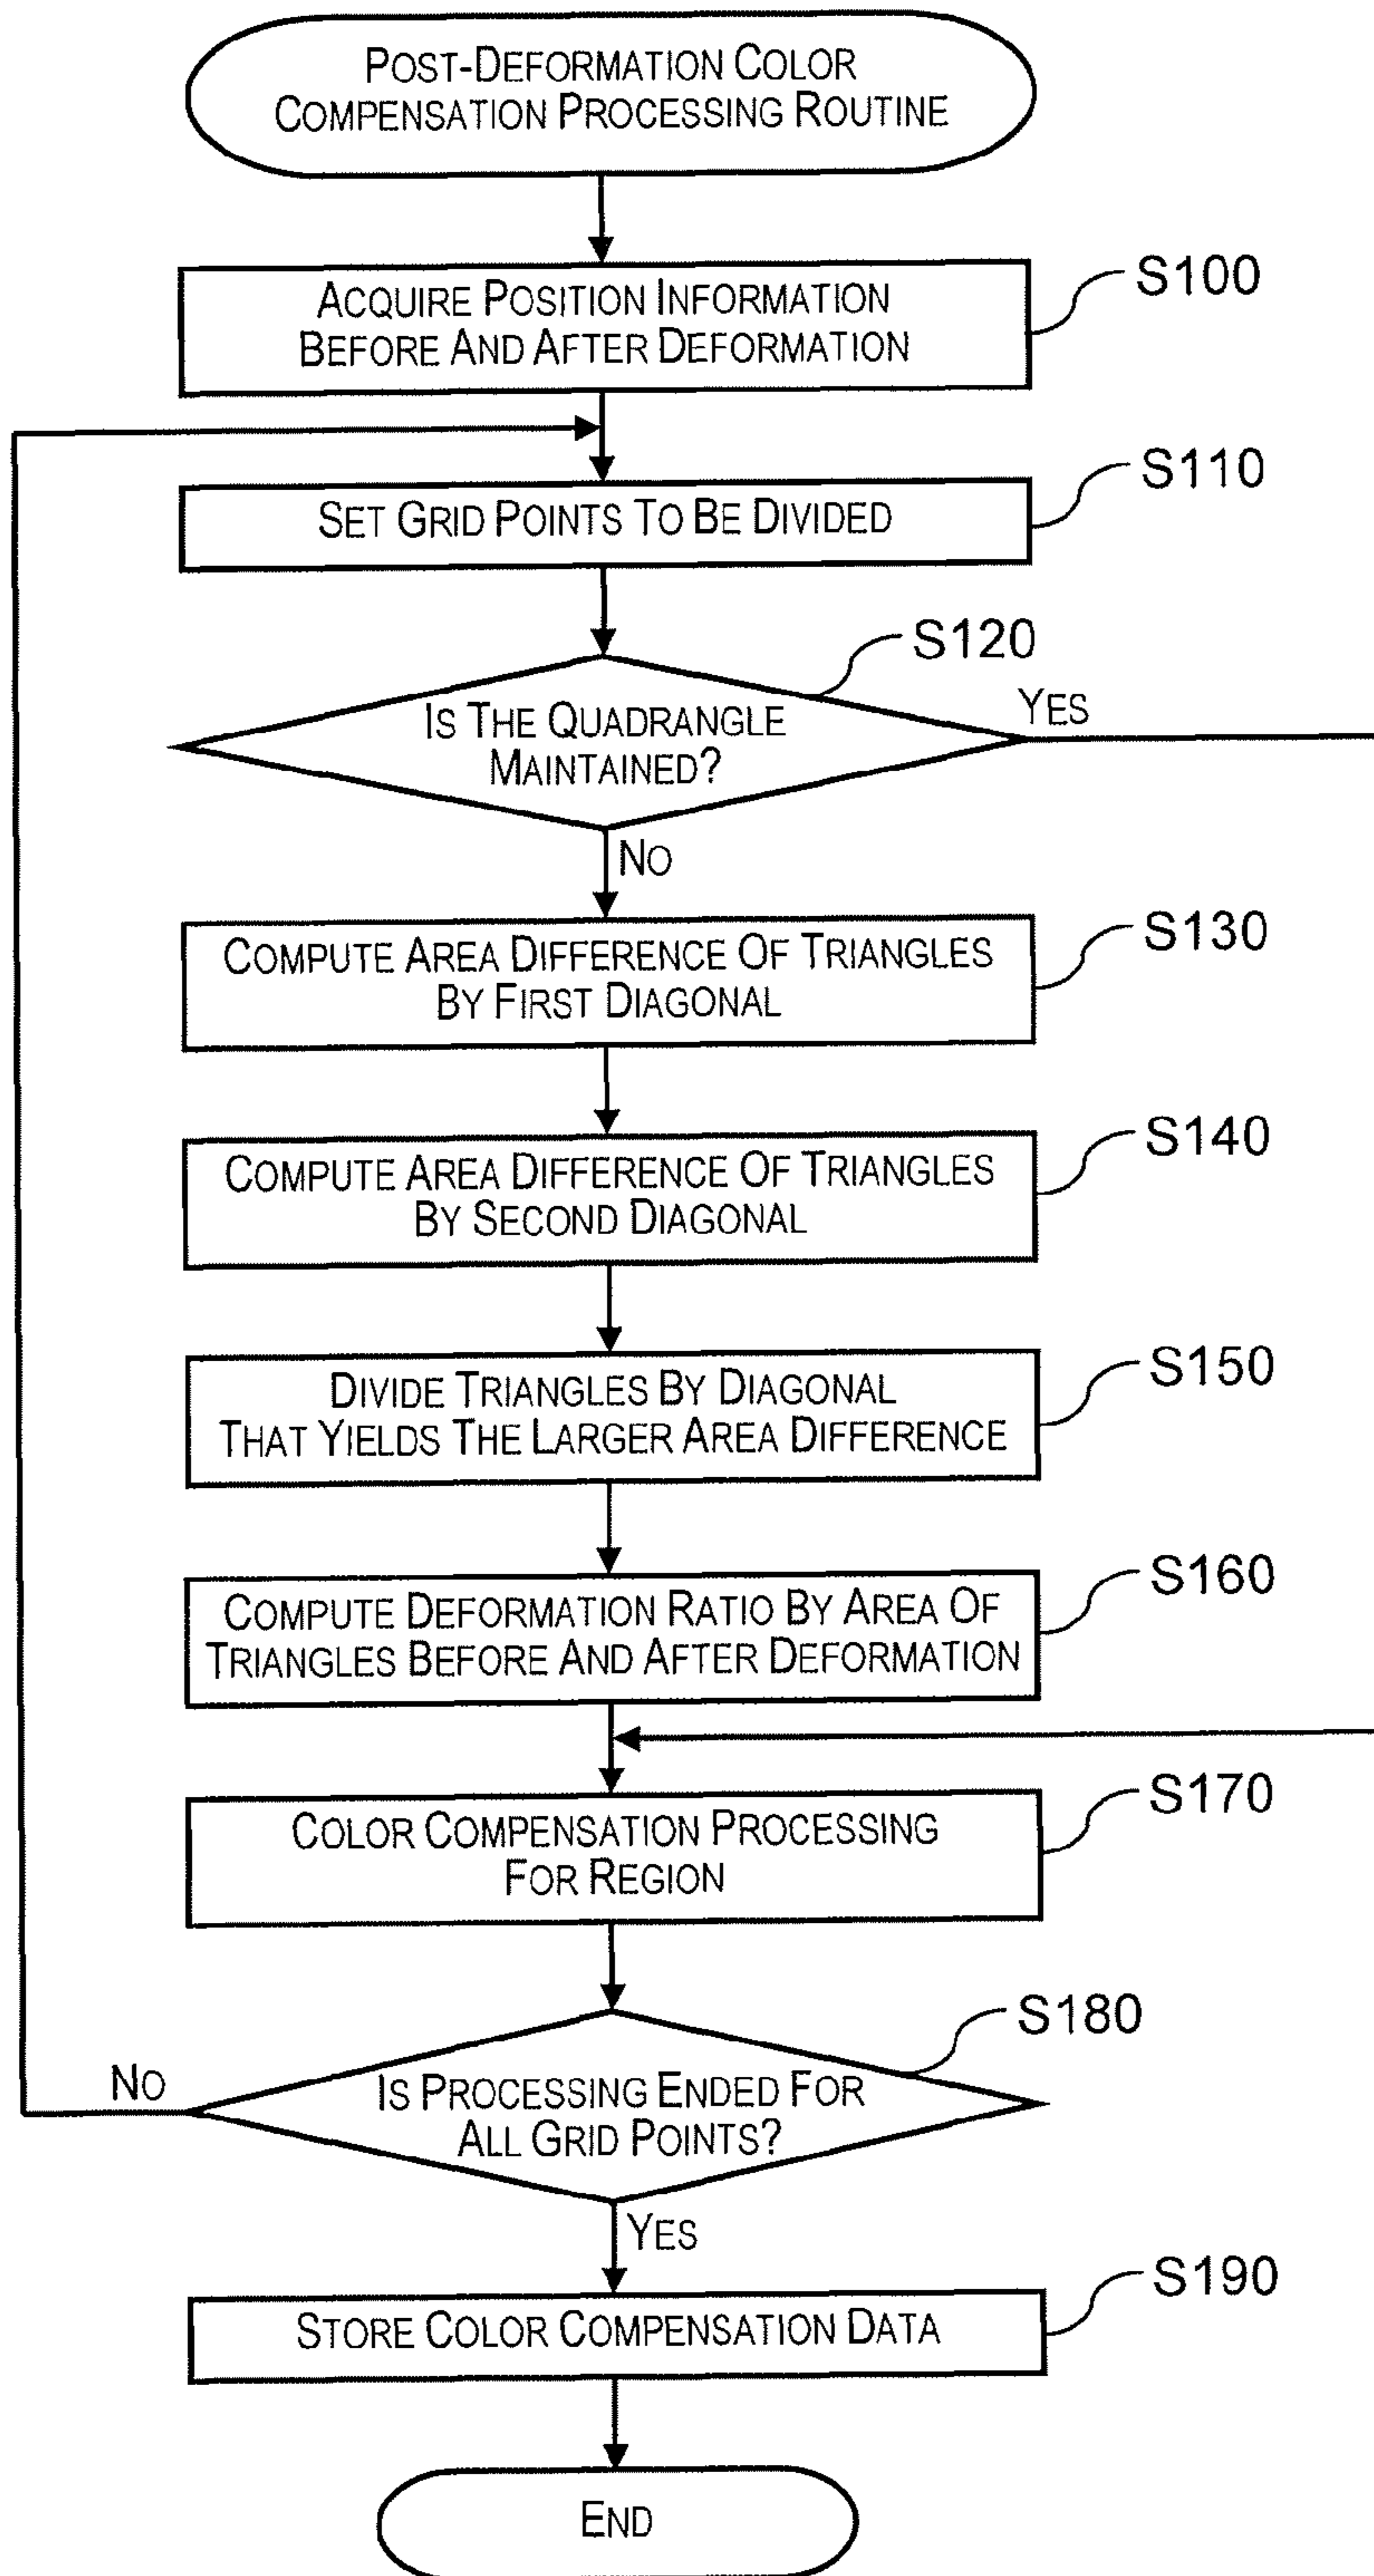 POST-DEFORMATION COLOR
COMPENSATION PROCESSING ROUTINE
ACQUIRE POSITION INFORMATION
BEFORE AND AFTER DEFORMATION
S100
SET GRID POINTS TO BE DIVIDED
S110
IS THE QUADRANGLE
MAINTAINED?
S120
YES
NO
COMPUTE AREA DIFFERENCE OF TRIANGLES
BY FIRST DIAGONAL
S130
COMPUTE AREA DIFFERENCE OF TRIANGLES
BY SECOND DIAGONAL
S140
DIVIDE TRIANGLES BY DIAGONAL
THAT YIELDS THE LARGER AREA DIFFERENCE
S150
COMPUTE DEFORMATION RATIO BY AREA OF
TRIANGLES BEFORE AND AFTER DEFORMATION
S160
COLOR COMPENSATION PROCESSING
FOR REGION
S170
IS PROCESSING ENDED FOR
ALL GRID POINTS?
S180
NO
YES
STORE COLOR COMPENSATION DATA
S190
END